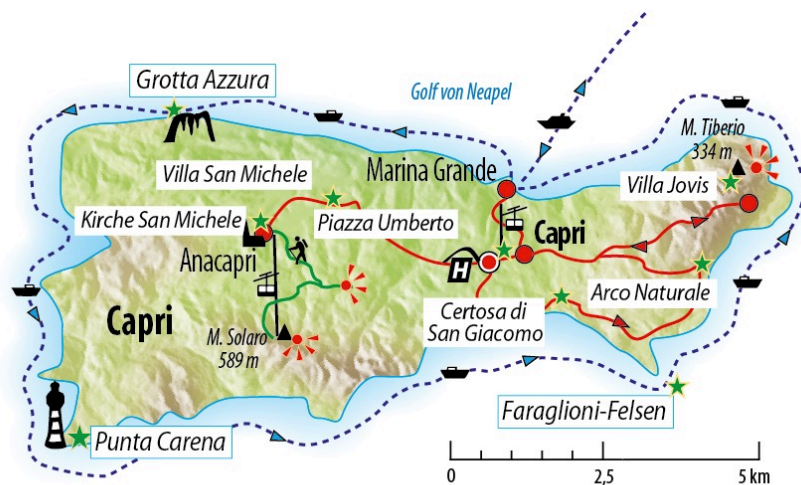 Grotta Azzura
Golf von Neapel
M. Tiberio
334 m
Villa San Michele
Marina Grande
Villa Jovis
Kirche San Michele
Piazza Umberto
Capri
Anacapri
H
Capri
Certosa di
San Giacomo
Arco Naturale
M. Solaro
589 m
Faraglioni-Felsen
Punta Carena
0
2,5
5 km